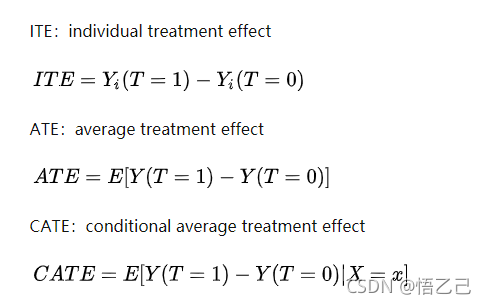 ITE：individual treatment effect
ITE = Y_i(T = 1) − Y_i(T = 0)
ATE：average treatment effect
ATE = E[Y(T = 1) − Y(T = 0)]
CATE：conditional average treatment effect
CATE = E[Y(T = 1) − Y(T = 0)|X = x]
CSDN @悟乙己